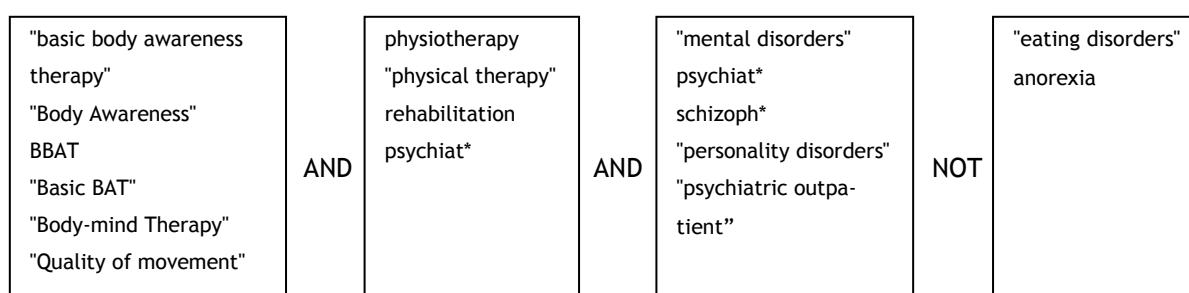 "basic body awareness
therapy"
"Body Awareness"
BBAT
"Basic BAT"
"Body-mind Therapy"
"Quality of movement"
AND
physiotherapy
"physical therapy"
rehabilitation
psychiat*
AND
"mental disorders"
psychiat*
schizoph*
"personality disorders"
"psychiatric outpa-
tient”
NOT
"eating disorders"
anorexia